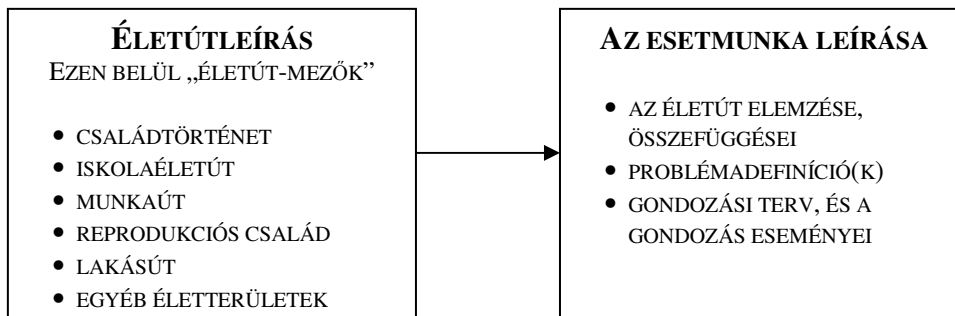 ÉLETÚTLEÍRÁS
EZEN BELÜL „ÉLETÚT-MEZŐK”
• CSALÁDTÖRTÉNET
• ISKOLAÉLETÚT
• MUNKAÚT
• REPRODUKCIÓS CSALÁD
• LAKÁSÚT
• EGYÉB ÉLETTERÜLETEK
AZ ESETMUNKA LEÍRÁSA
• AZ ÉLETÚT ELEMZÉSE,
ÖSSZEFÜGGÉSEI
• PROBLÉMADEFINÍCIÓ(K)
• GONDOZÁSI TERV, ÉS A
GONDOZÁS ESEMÉNYEI